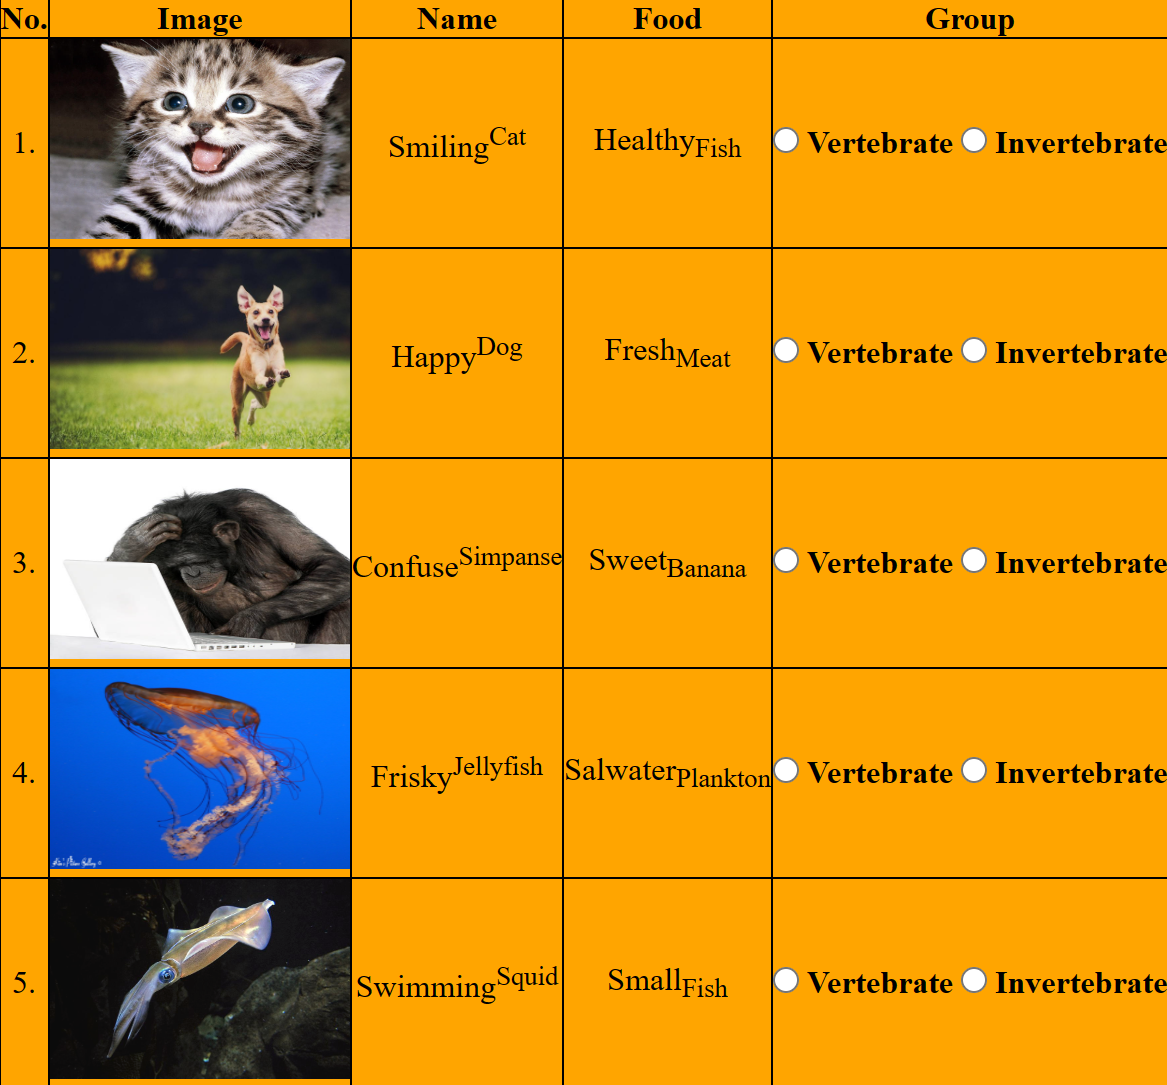 No. Image Name Food Group
1. Smiling Cat Healthy Fish Vertebrate Invertebrate
2. Happy Dog Fresh Meat Vertebrate Invertebrate
3. Confuse Simpanse Sweet Banana Vertebrate Invertebrate
4. Frisky Jellyfish Salwater Plankton Vertebrate Invertebrate
5. Swimming Squid Small Fish Vertebrate Invertebrate